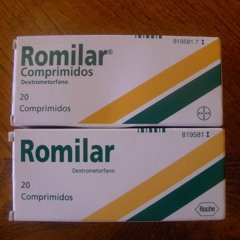 819581.7 I
Romilar®
Comprimidos
Dextrometorfano
20
Comprimidos
BAYER
819581 I
Romilar
Dextrometorfano
20
Comprimidos
Roche